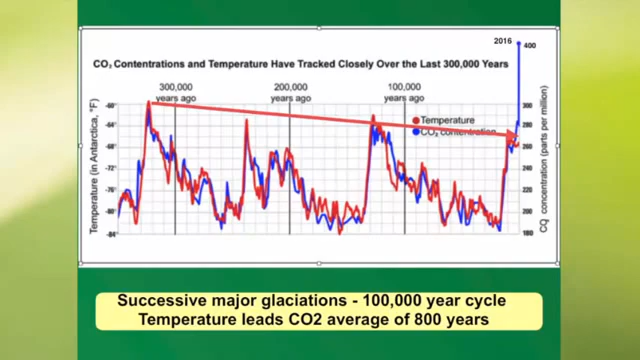 2016
400
CO₂ Concentrations and Temperature Have Tracked Closely Over the Last 300,000 Years
300,000
years ago
200,000
years ago
100,000
years ago
-60°
-64°
-68°
-72°
-76°
-80°
-84°
Temperature (in Antarctica, °F)
Temperature
CO₂ concentration
300
280
260
240
220
200
180
CO₂ concentration (parts per million)
Successive major glaciations - 100,000 year cycle
Temperature leads CO2 average of 800 years